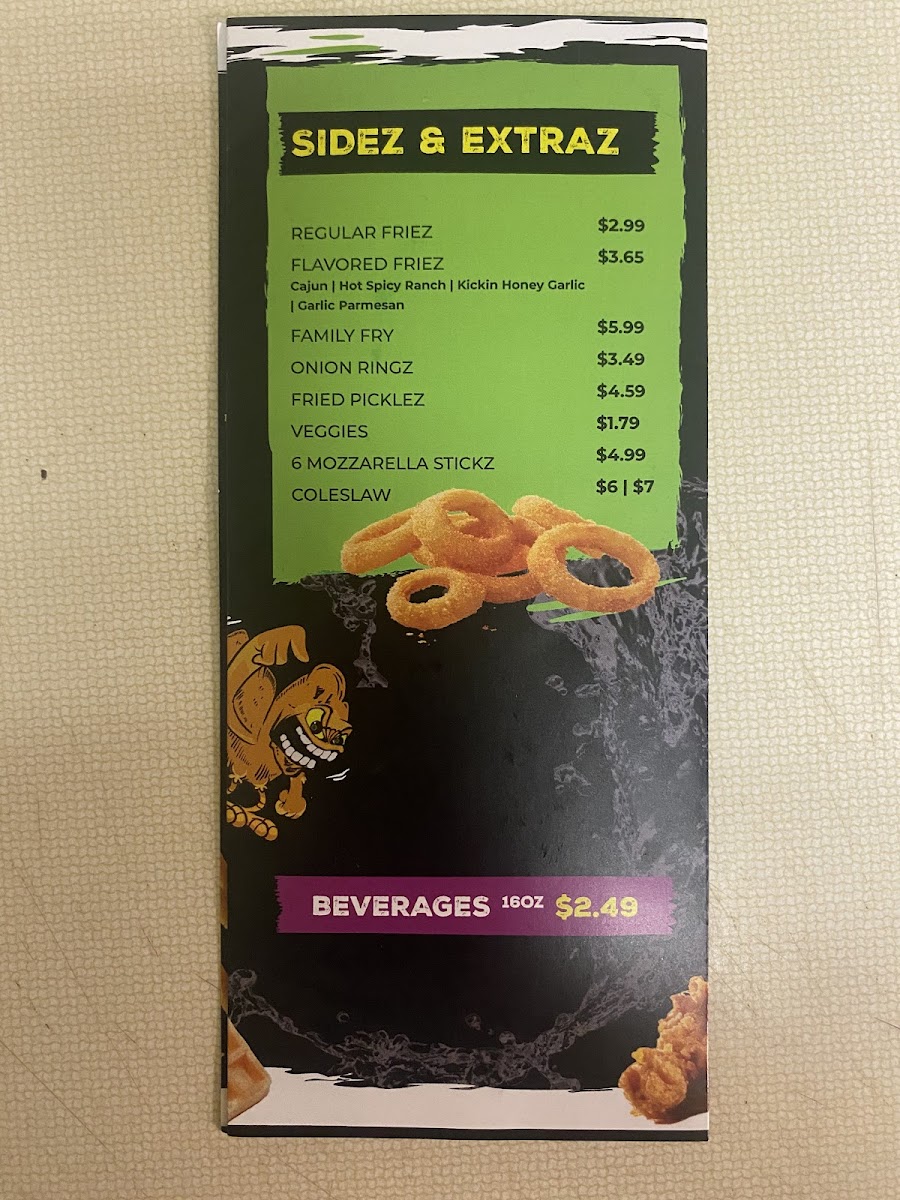 SIDEZ & EXTRAZ
REGULAR FRIEZ $2.99
FLAVORED FRIEZ $3.65
Cajun | Hot Spicy Ranch | Kickin Honey Garlic
| Garlic Parmesan
FAMILY FRY $5.99
ONION RINGZ $3.49
FRIED PICKLEZ $4.59
VEGGIES $1.79
6 MOZZARELLA STICKZ $4.99
COLESLAW $6 | $7
BEVERAGES 16OZ $2.49